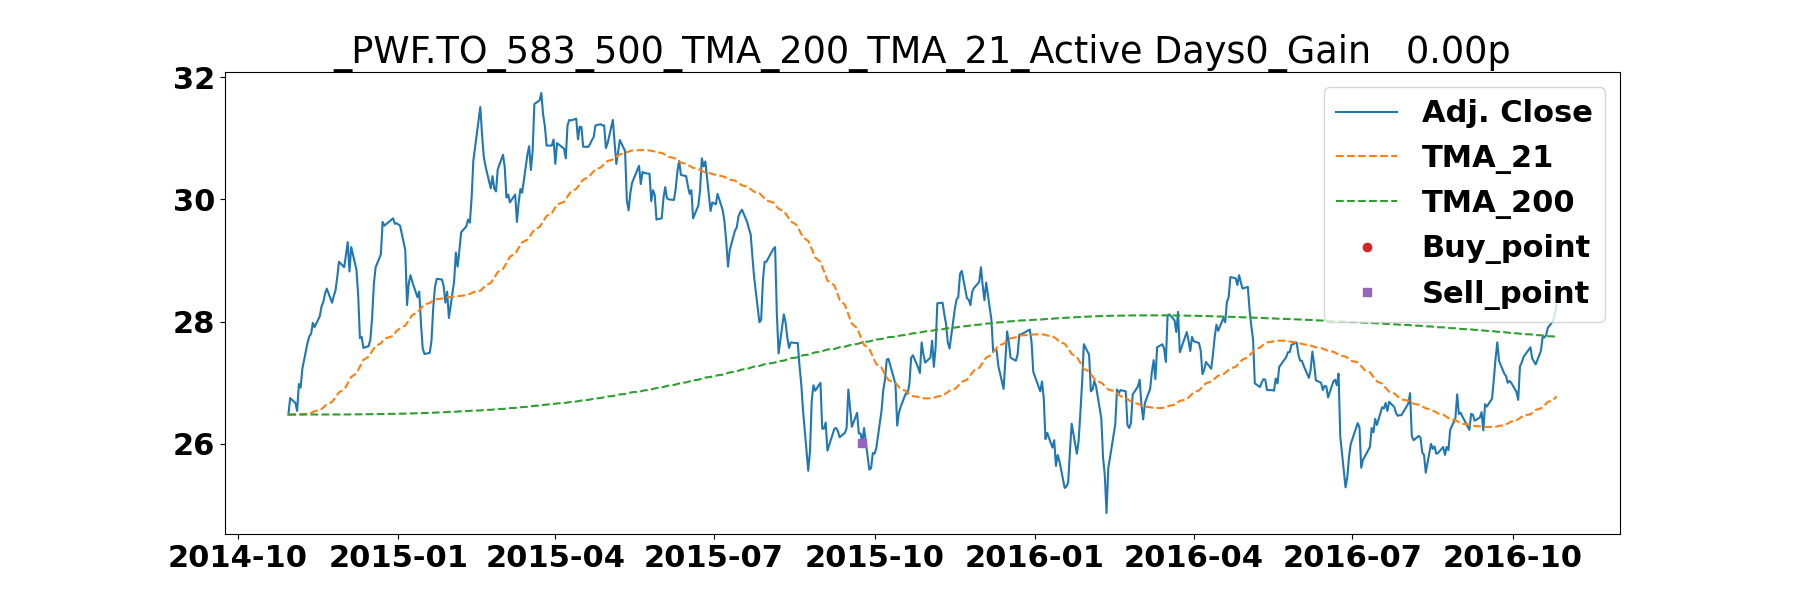 _PWF.TO_583_500_TMA_200_TMA_21_Active Days0_Gain   0.00p
32
30
28
26
Adj. Close
TMA_21
TMA_200
Buy_point
Sell_point
2014-10 2015-01 2015-04 2015-07 2015-10 2016-01 2016-04 2016-07 2016-10